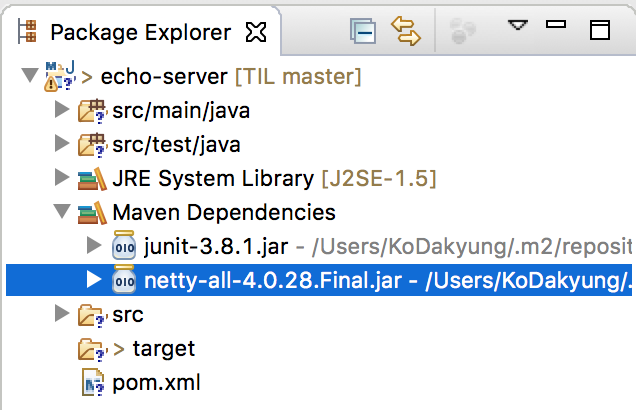 Package Explorer
> echo-server [TIL master]
src/main/java
src/test/java
JRE System Library [J2SE-1.5]
Maven Dependencies
junit-3.8.1.jar - /Users/KoDakyung/.m2/reposit
netty-all-4.0.28.Final.jar - /Users/KoDakyung/.
src
> target
pom.xml